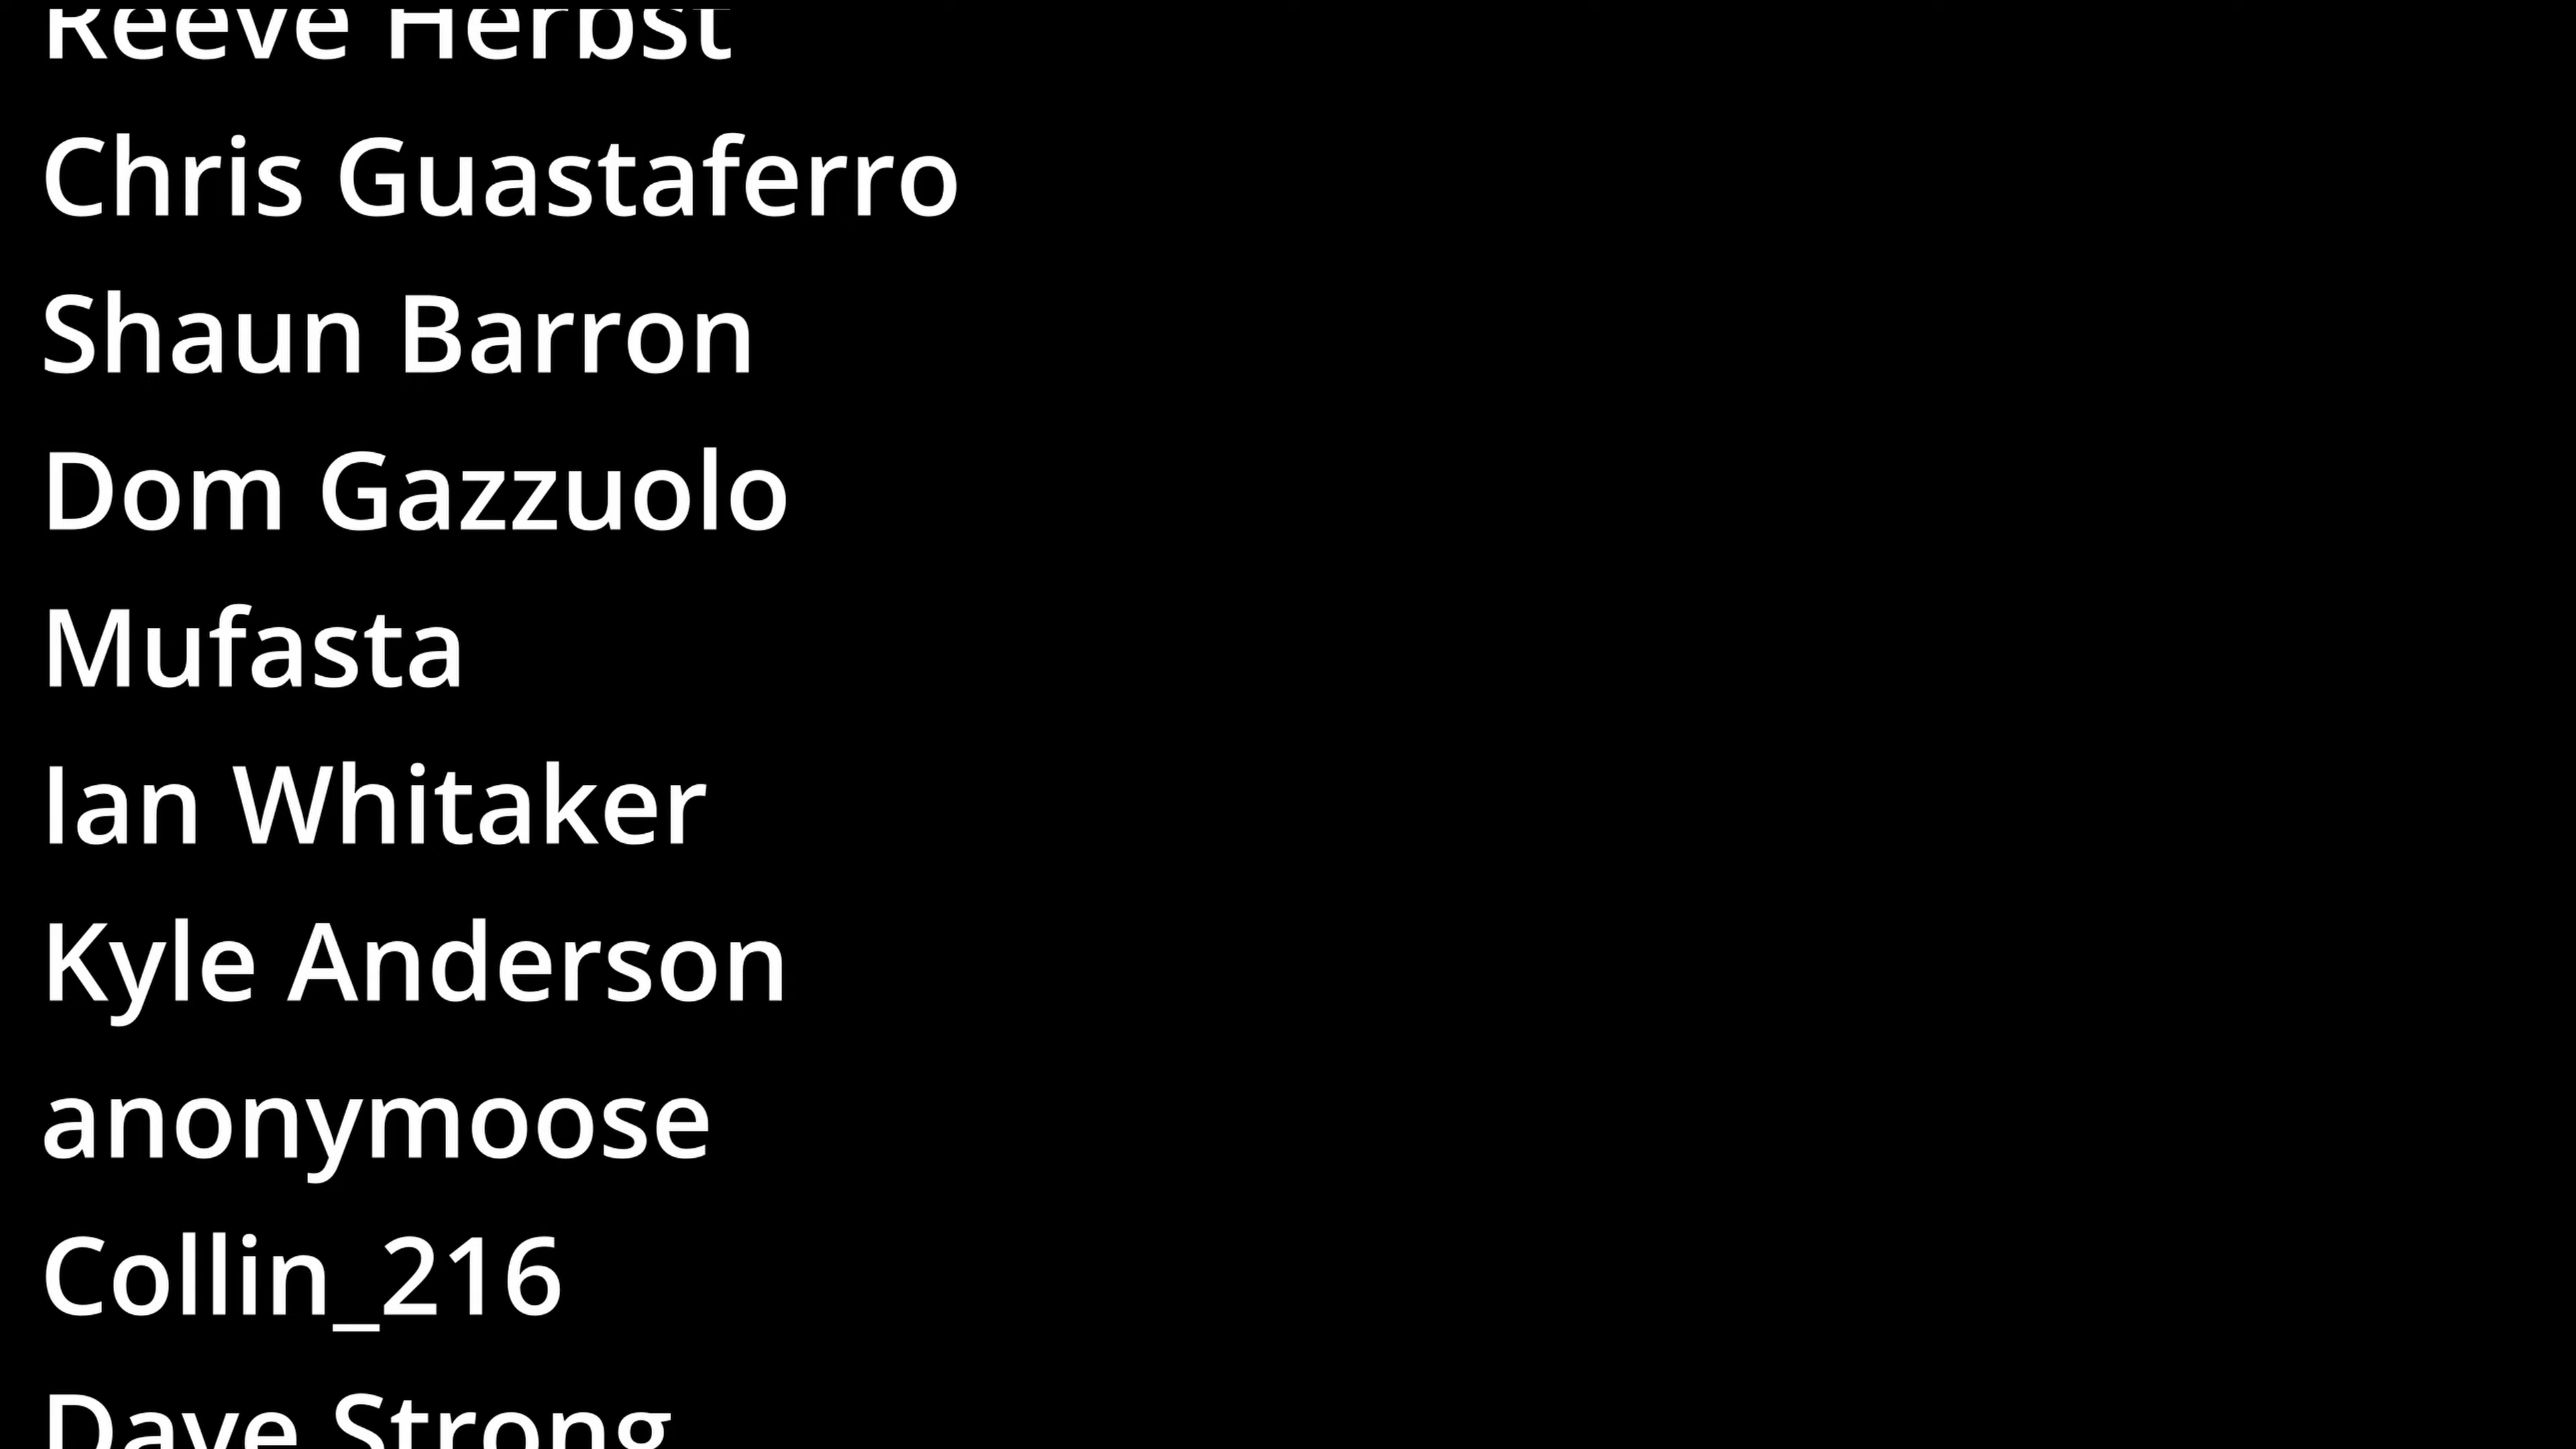 Reeve Herbst
Chris Guastaferro
Shaun Barron
Dom Gazzuolo
Mufasta
Ian Whitaker
Kyle Anderson
anonymoose
Collin_216
Dave Strong